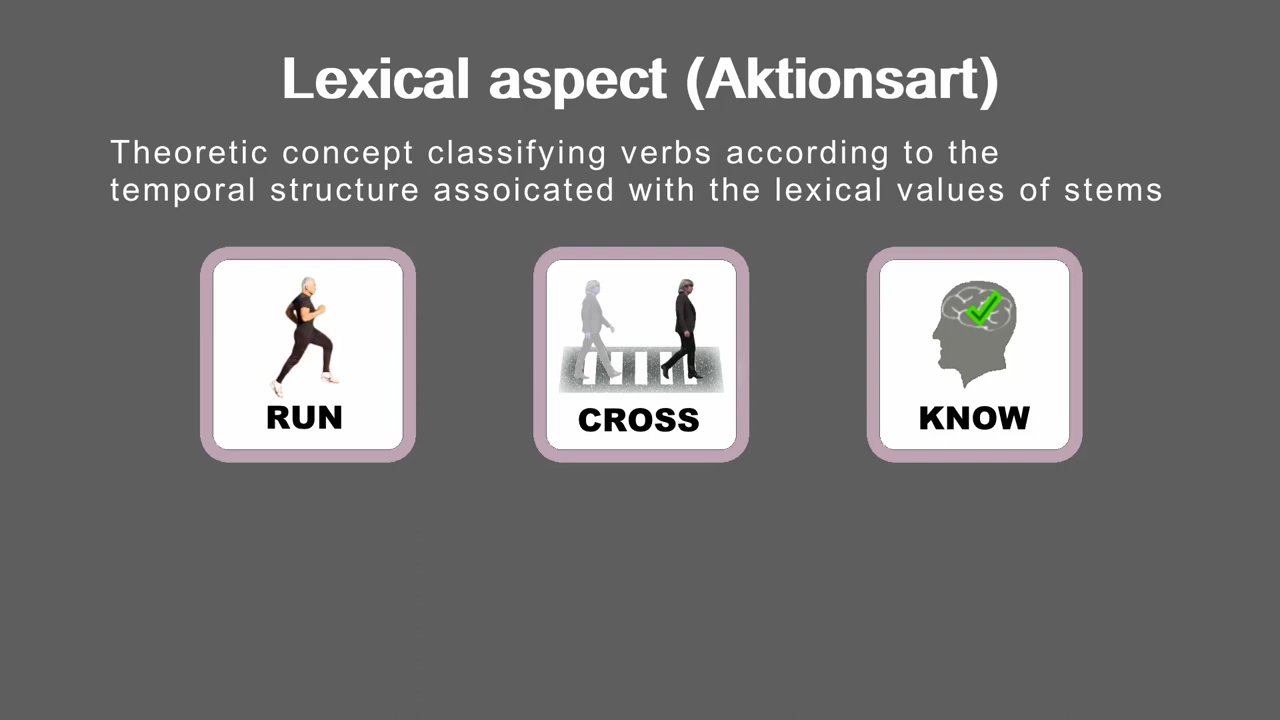 Lexical aspect (Aktionsart)
Theoretic concept classifying verbs according to the
temporal structure assoicated with the lexical values of stems
RUN
CROSS
KNOW